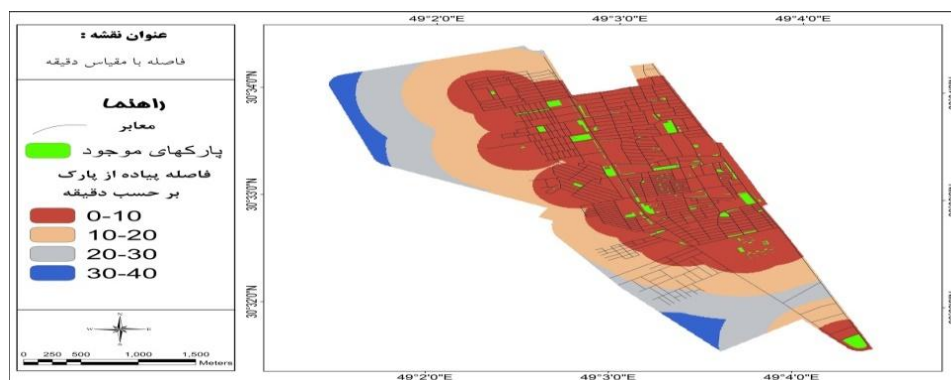 عنوان نقشه :
فاصله با مقیاس دقیقه
راهنما
معابر
پارکهای موجود
فاصله پیاده از پارک
بر حسب دقیقه
0-10
10-20
20-30
30-40
N
W E
S
0 250 500 1,000 1,500
Meters
49°2'0"E 49°3'0"E 49°4'0"E
30°34'0"N
30°33'0"N
30°32'0"N
49°2'0"E 49°3'0"E 49°4'0"E